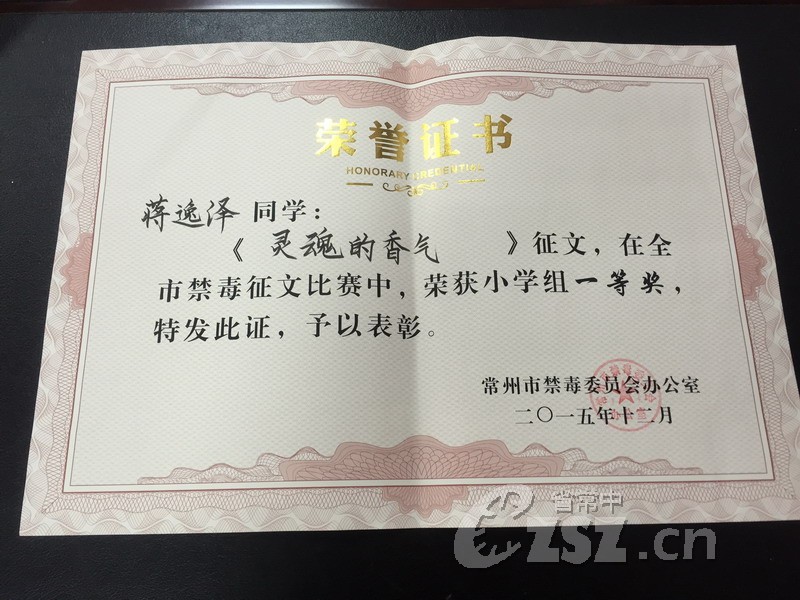 荣誉证书
HONORARY CREDENTIAL
蒋逸泽 同学：
《 灵魂的香气 》征文，在全
市禁毒征文比赛中，荣获小学组一等奖，
特发此证，予以表彰。
常州市禁毒委员会办公室
二〇一五年十二月
省常中
CZSZ.cn